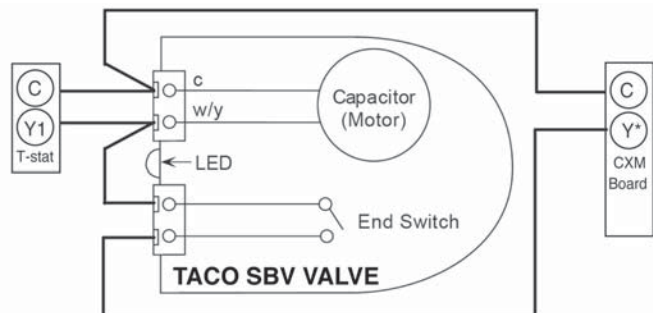 C
Y1
T-stat
c
w/y
LED
Capacitor
(Motor)
End Switch
TACO SBV VALVE
C
Y*
CXM
Board